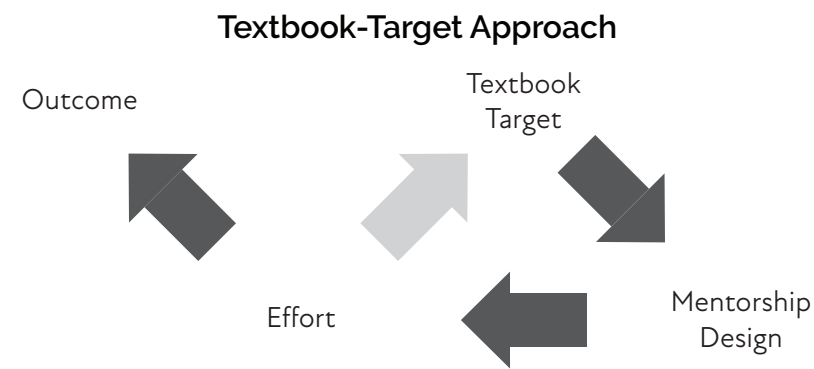 Textbook-Target Approach
Outcome
Textbook
Target
Effort
Mentorship
Design